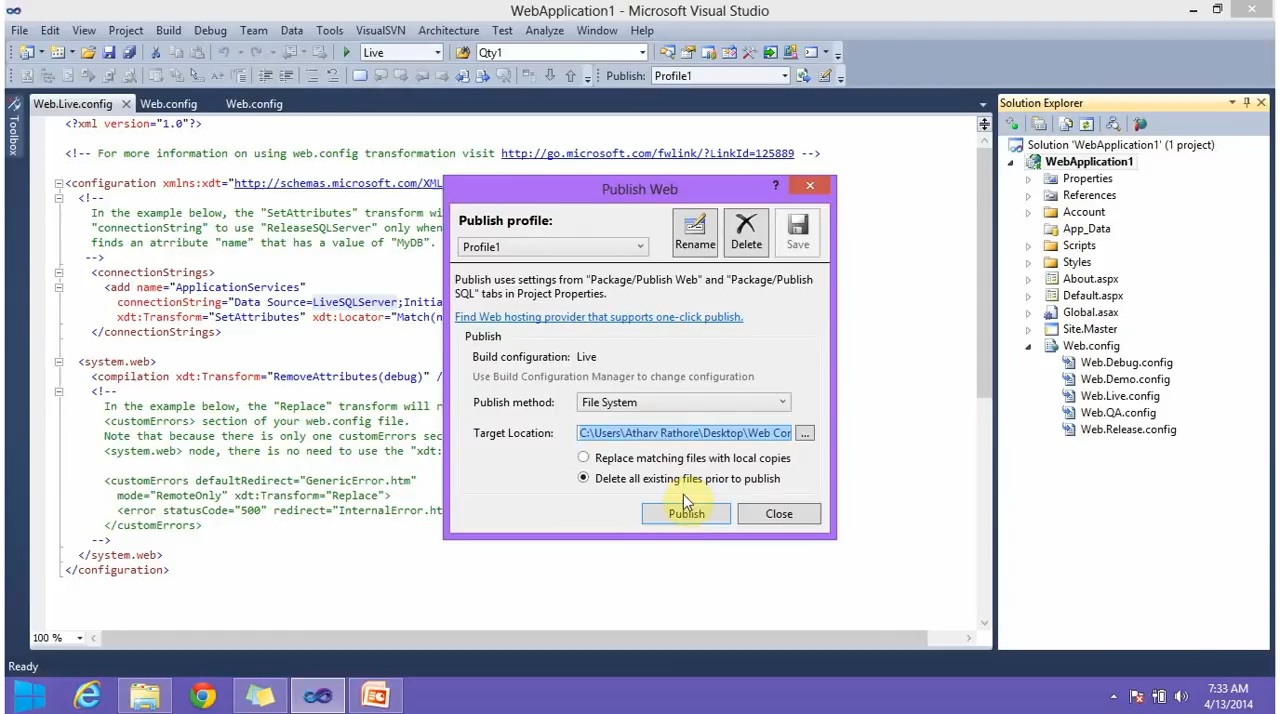 WebApplication1 - Microsoft Visual Studio
File Edit View Project Build Debug Team Data Tools VisualSVN Architecture Test Analyze Window Help
Live Qty1
Publish: Profile1
Web.Live.config Web.config Web.config
Toolbox
<?xml version="1.0"?>
<!-- For more information on using web.config transformation visit http://go.microsoft.com/fwlink/?LinkId=125889 -->
<configuration xmlns:xdt="http://schemas.microsoft.com/XML
<!--
In the example below, the "SetAttributes" transform wi
"connectionString" to use "ReleaseSQLServer" only when
finds an atrribute "name" that has a value of "MyDB".
-->
<connectionStrings>
<add name="ApplicationServices"
connectionString="Data Source=LiveSQLServer;Initia
xdt:Transform="SetAttributes" xdt:Locator="Match(n
</connectionStrings>
<system.web>
<compilation xdt:Transform="RemoveAttributes(debug)" /
<!--
In the example below, the "Replace" transform will r
<customErrors> section of your web.config file.
Note that because there is only one customErrors sec
<system.web> node, there is no need to use the "xdt:
<customErrors defaultRedirect="GenericError.htm"
mode="RemoteOnly" xdt:Transform="Replace">
<error statusCode="500" redirect="InternalError.ht
</customErrors>
-->
</system.web>
</configuration>
100 %
Publish Web
?
Publish profile:
Profile1
Rename Delete Save
Publish uses settings from "Package/Publish Web" and "Package/Publish
SQL" tabs in Project Properties.
Find Web hosting provider that supports one-click publish.
Publish
Build configuration: Live
Use Build Configuration Manager to change configuration
Publish method: File System
Target Location: C:\Users\Atharv Rathore\Desktop\Web Cor ...
Replace matching files with local copies
Delete all existing files prior to publish
Publish Close
Solution Explorer
Solution 'WebApplication1' (1 project)
WebApplication1
Properties
References
Account
App_Data
Scripts
Styles
About.aspx
Default.aspx
Global.asax
Site.Master
Web.config
Web.Debug.config
Web.Demo.config
Web.Live.config
Web.QA.config
Web.Release.config
Ready
7:33 AM
4/13/2014